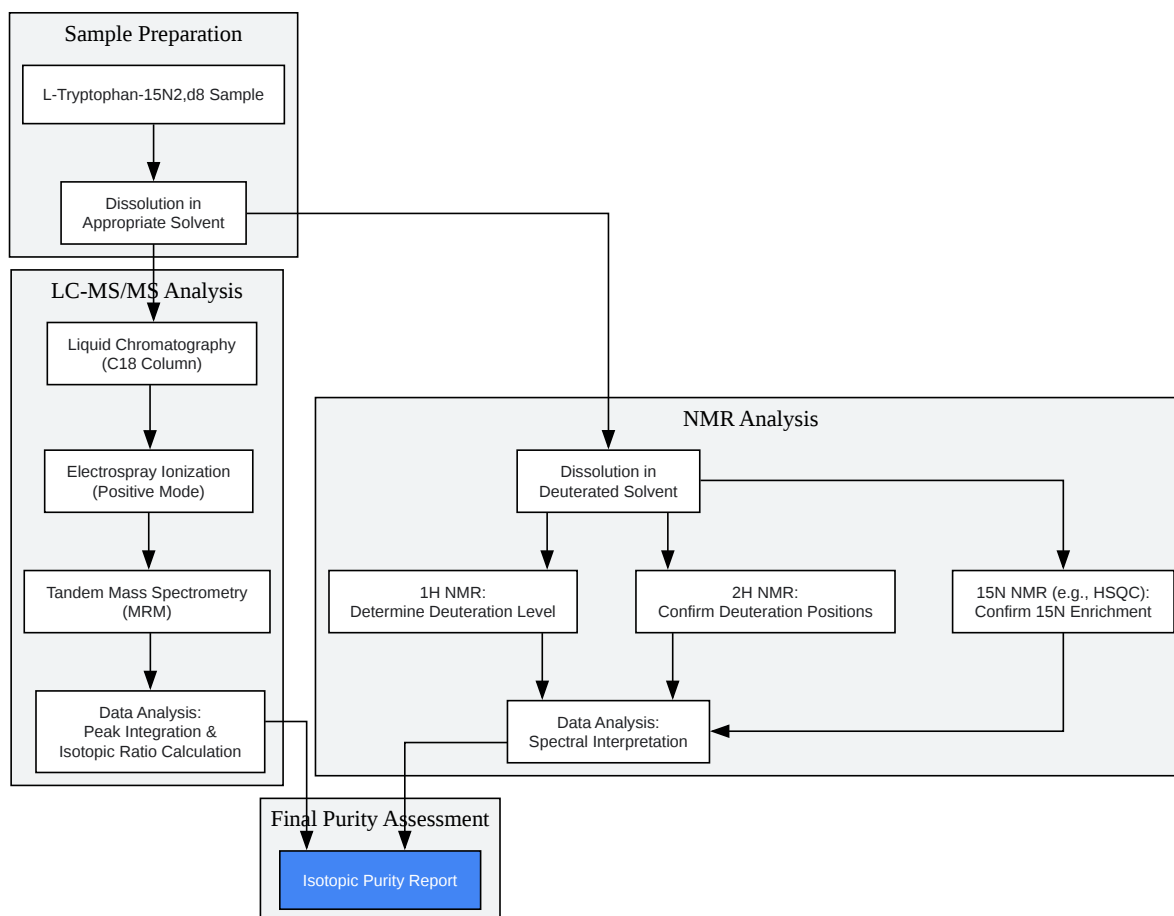 Sample Preparation
L-Tryptophan-15N2,d8 Sample
Dissolution in
Appropriate Solvent
LC-MS/MS Analysis
Liquid Chromatography
(C18 Column)
Electrospray Ionization
(Positive Mode)
Tandem Mass Spectrometry
(MRM)
Data Analysis:
Peak Integration &
Isotopic Ratio Calculation
NMR Analysis
Dissolution in
Deuterated Solvent
1H NMR:
Determine Deuteration Level
2H NMR:
Confirm Deuteration Positions
15N NMR (e.g., HSQC):
Confirm 15N Enrichment
Data Analysis:
Spectral Interpretation
Final Purity Assessment
Isotopic Purity Report